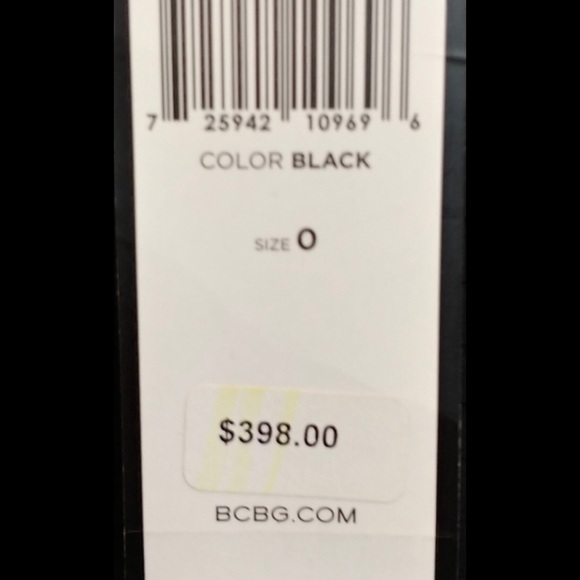 7 25942 10969 6
COLOR BLACK
SIZE 0
$398.00
BCBG.COM